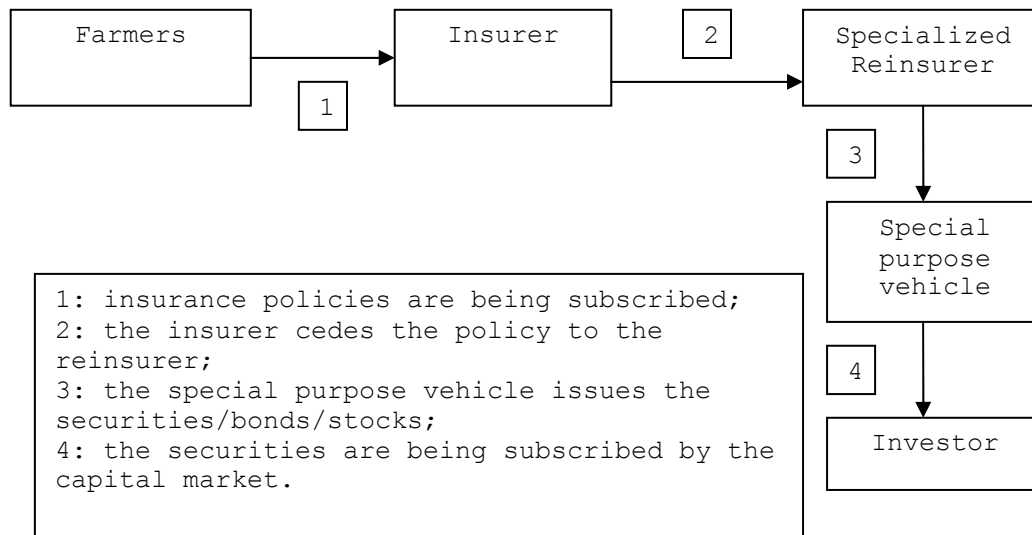 Farmers
Insurer
2
Specialized
Reinsurer
1
3
Special
purpose
vehicle
1: insurance policies are being subscribed;
2: the insurer cedes the policy to the
reinsurer;
3: the special purpose vehicle issues the
securities/bonds/stocks;
4: the securities are being subscribed by the
capital market.
4
Investor